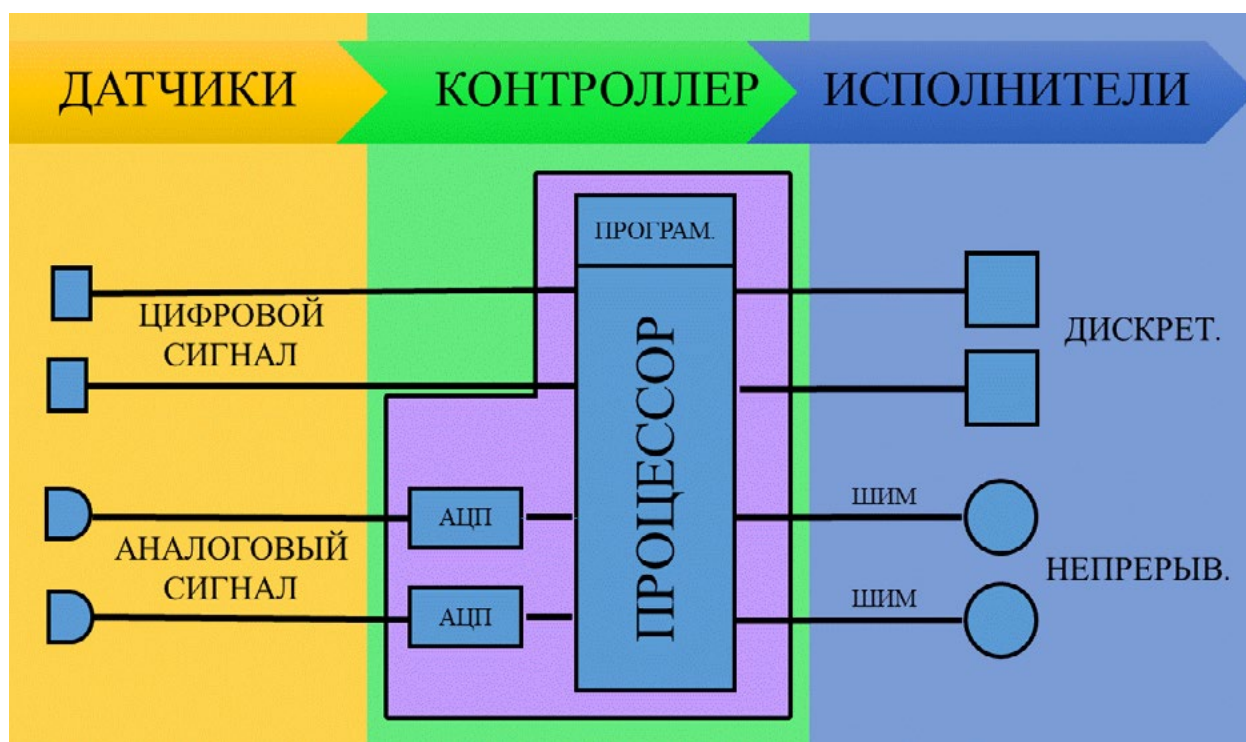 ДАТЧИКИ
КОНТРОЛЛЕР
ИСПОЛНИТЕЛИ
ПРОГРАМ.
ЦИФРОВОЙ
СИГНАЛ
ПРОЦЕССОР
ДИСКРЕТ.
АЦП
АНАЛОГОВЫЙ
СИГНАЛ
АЦП
ШИМ
НЕПРЕРЫВ.
ШИМ